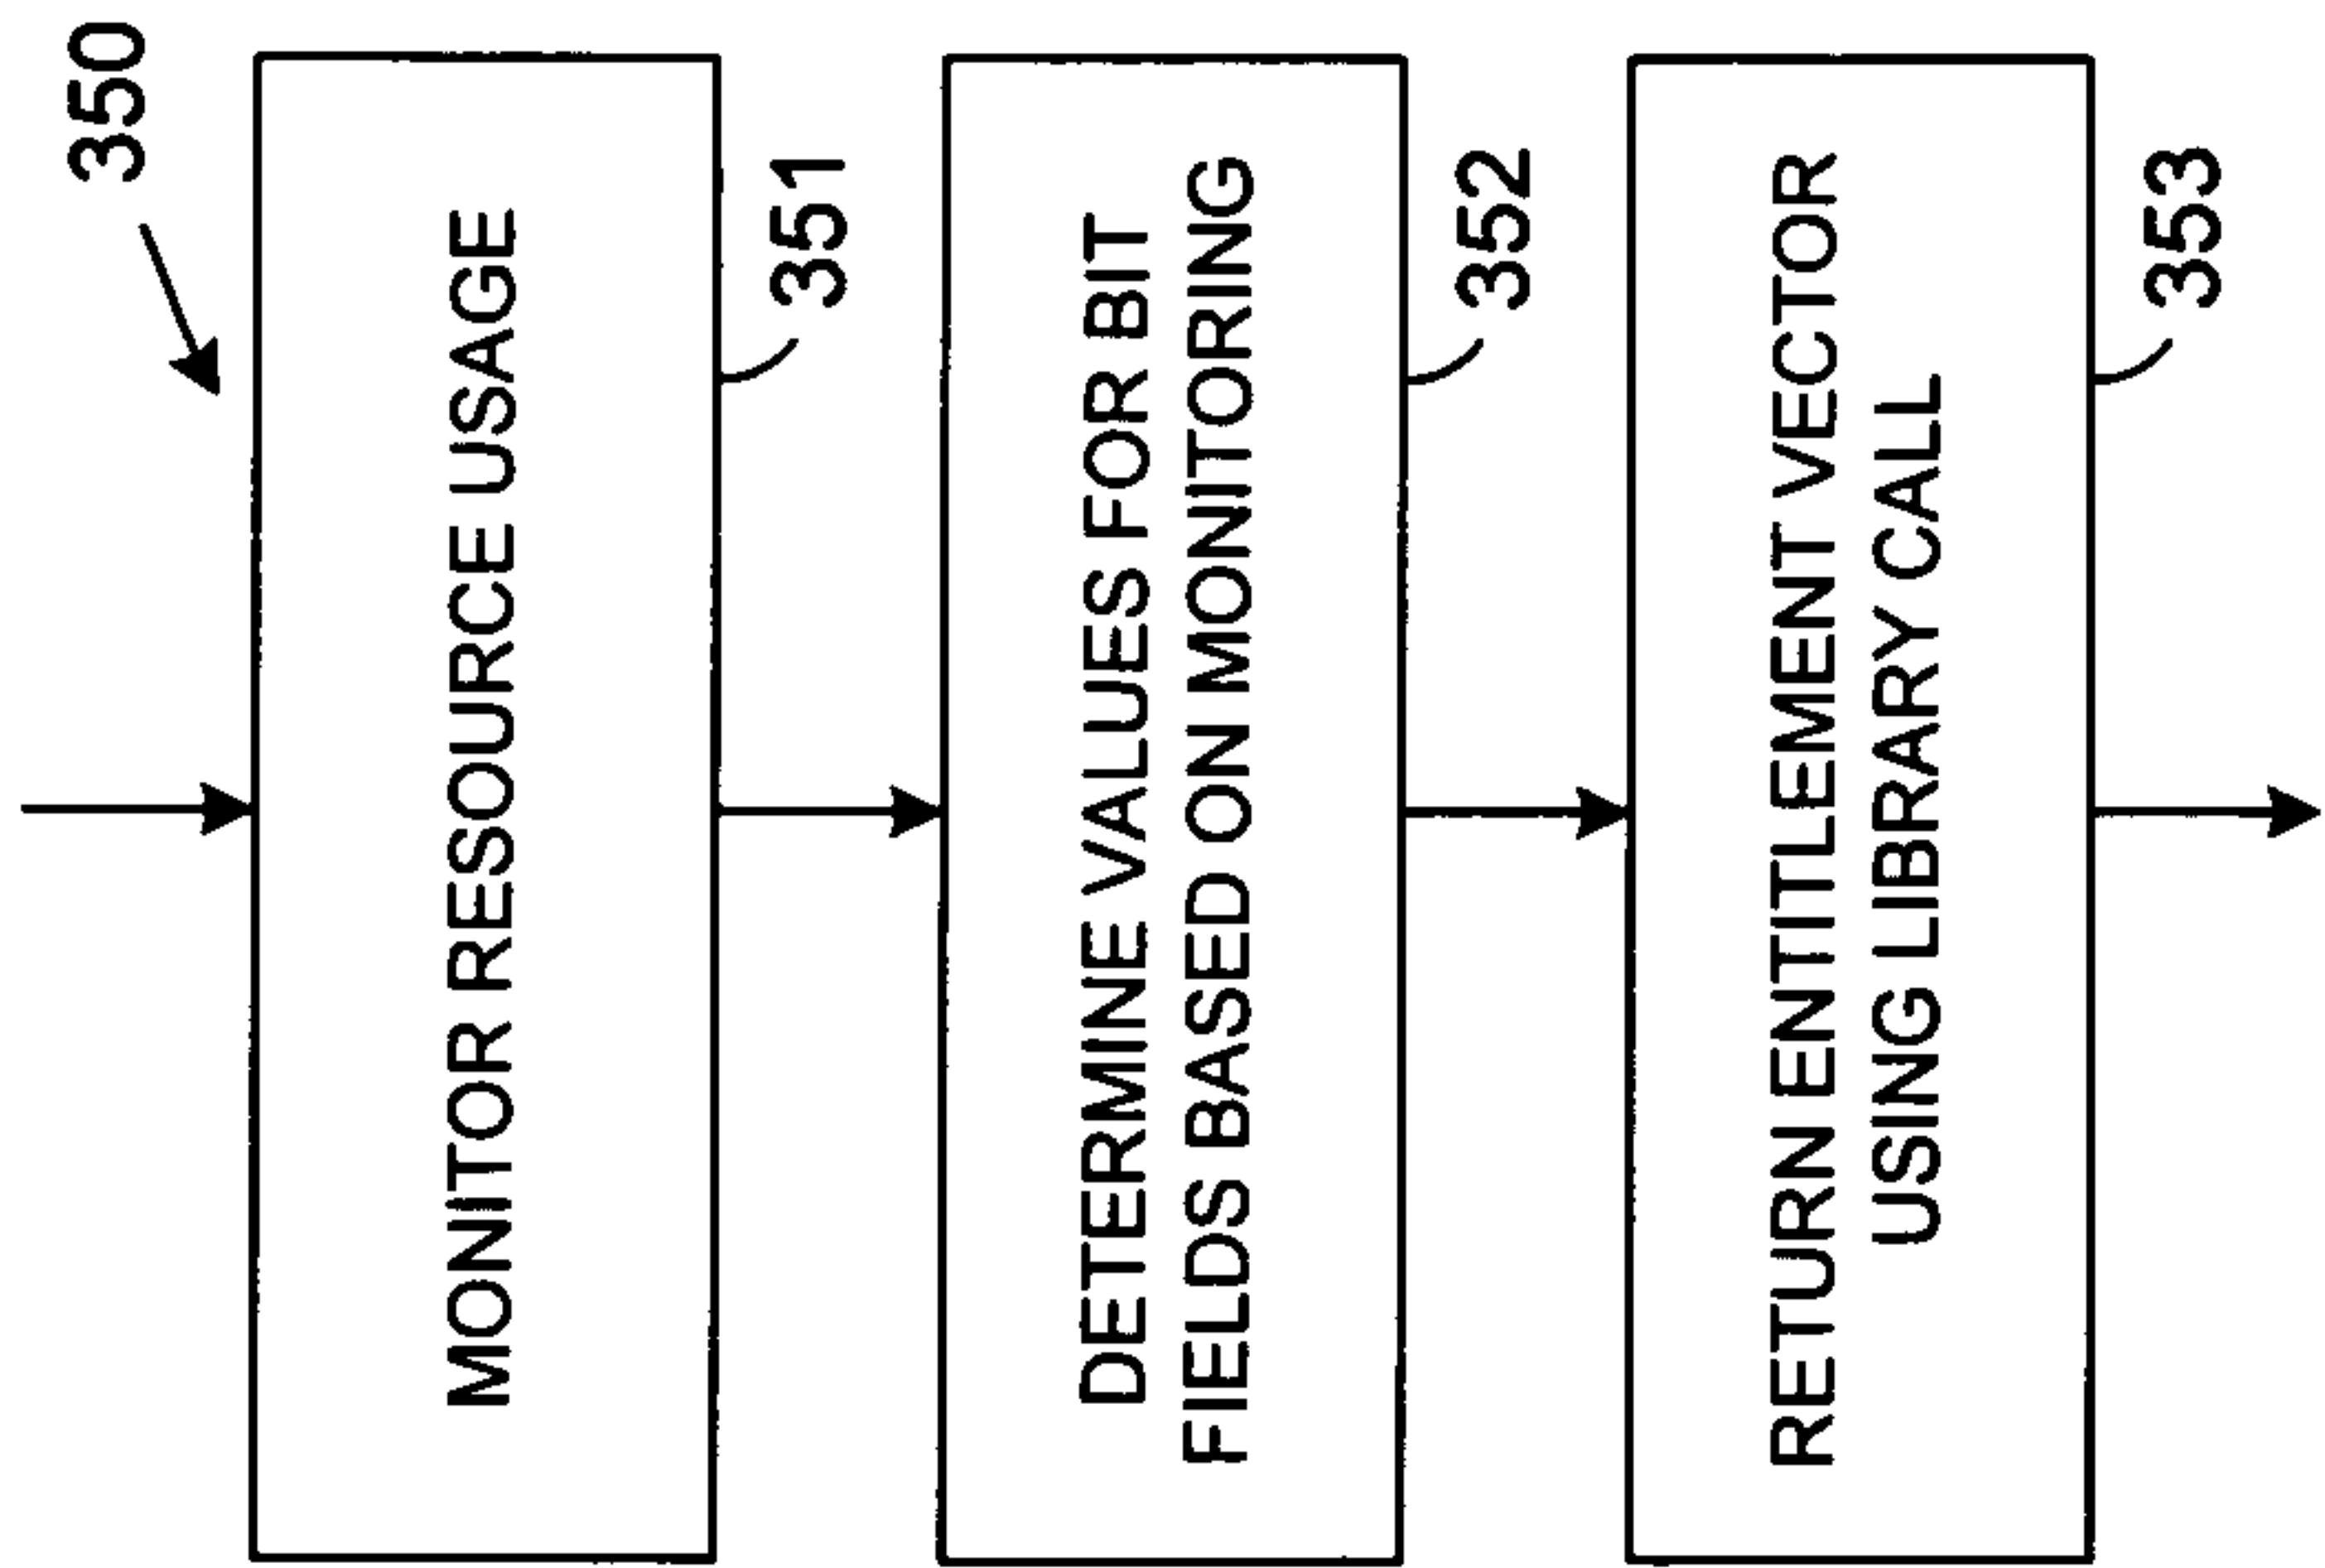 350
MONITOR RESOURCE USAGE
351
DETERMINE VALUES FOR BIT
FIELDS BASED ON MONITORING
352
RETURN ENTITLEMENT VECTOR
USING LIBRARY CALL
353